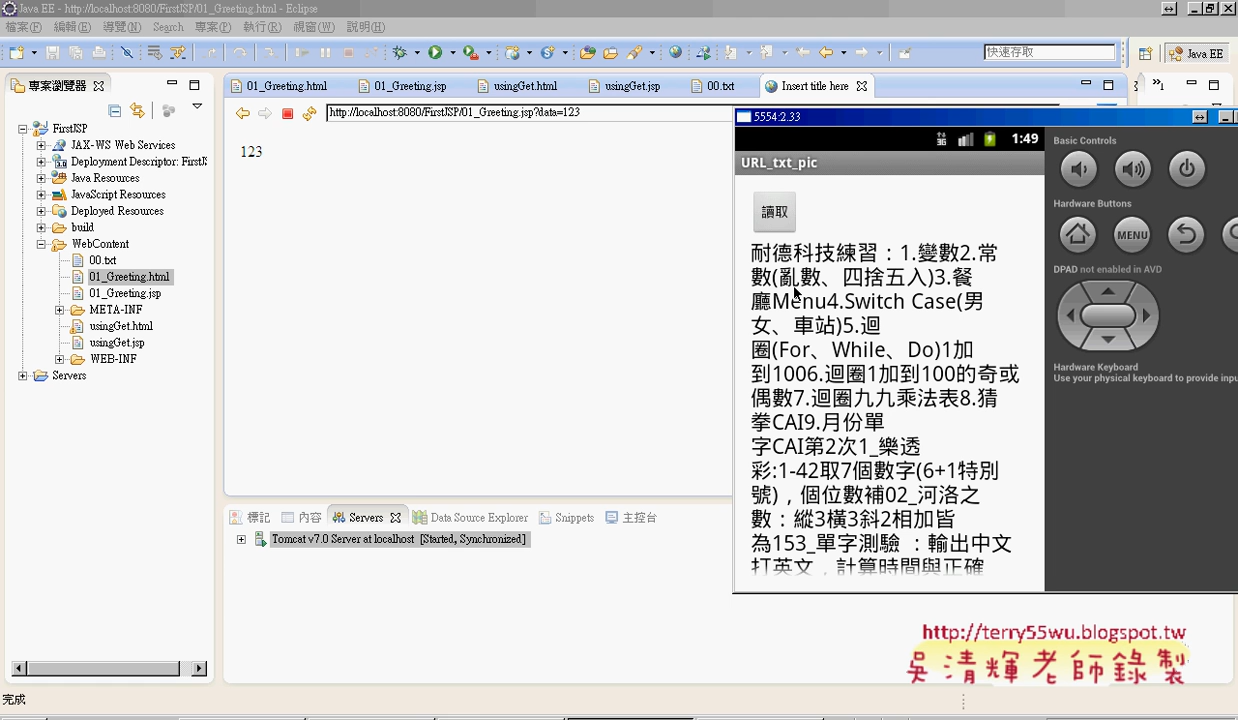 Java EE - http://localhost:8080/FirstJSP/01_Greeting.html - Eclipse
檔案(F) 編輯(E) 導覽(N) Search 專案(P) 執行(R) 視窗(W) 說明(H)
快速存取
Java EE
專案瀏覽器
01_Greeting.html
01_Greeting.jsp
usingGet.html
usingGet.jsp
00.txt
Insert title here
http://localhost:8080/FirstJSP/01_Greeting.jsp?data=123
123
FirstJSP
JAX-WS Web Services
Deployment Descriptor: FirstJS
Java Resources
JavaScript Resources
Deployed Resources
build
WebContent
00.txt
01_Greeting.html
01_Greeting.jsp
META-INF
usingGet.html
usingGet.jsp
WEB-INF
Servers
5554:2.33
3G
1:49
URL_txt_pic
讀取
耐德科技練習：1.變數2.常
數(亂數、四捨五入)3.餐
廳Menu4.Switch Case(男
女、車站)5.迴
圈(For、While、Do)1加
到1006.迴圈1加到100的奇或
偶數7.迴圈九九乘法表8.猜
拳CAI9.月份單
字CAI第2次1_樂透
彩:1-42取7個數字(6+1特別
號)，個位數補02_河洛之
數：縱3橫3斜2相加皆
為153_單字測驗 ：輸出中文
打英文，計算時間與正確
Basic Controls
Hardware Buttons
MENU
DPAD not enabled in AVD
Hardware Keyboard
Use your physical keyboard to provide inpu
標記
內容
Servers
Data Source Explorer
Snippets
主控台
Tomcat v7.0 Server at localhost [Started, Synchronized]
http://terry55wu.blogspot.tw
吳清輝老師錄製
完成